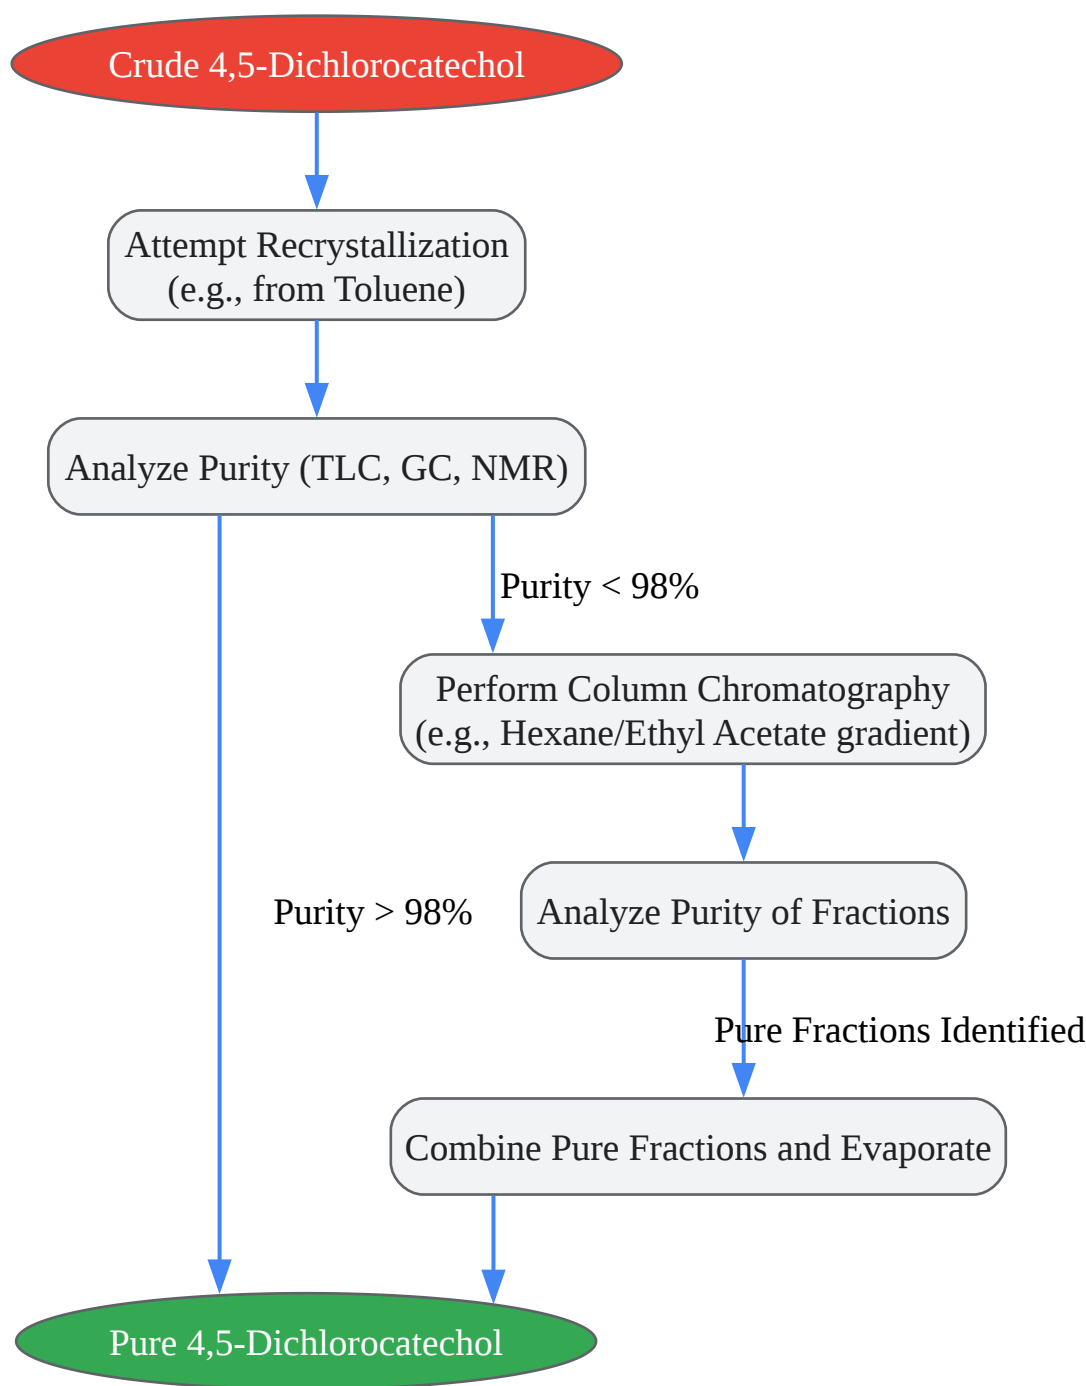 Crude 4,5-Dichlorocatechol
Attempt Recrystallization
(e.g., from Toluene)
Analyze Purity (TLC, GC, NMR)
Purity < 98%
Perform Column Chromatography
(e.g., Hexane/Ethyl Acetate gradient)
Purity > 98%
Analyze Purity of Fractions
Pure Fractions Identified
Combine Pure Fractions and Evaporate
Pure 4,5-Dichlorocatechol